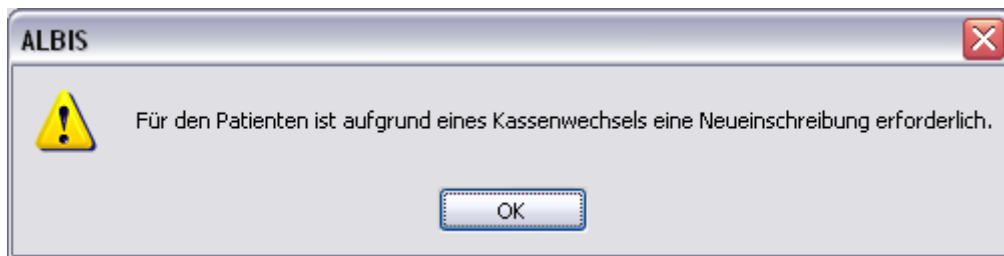 ALBIS
Für den Patienten ist aufgrund eines Kassenwechsels eine Neueinschreibung erforderlich.
OK